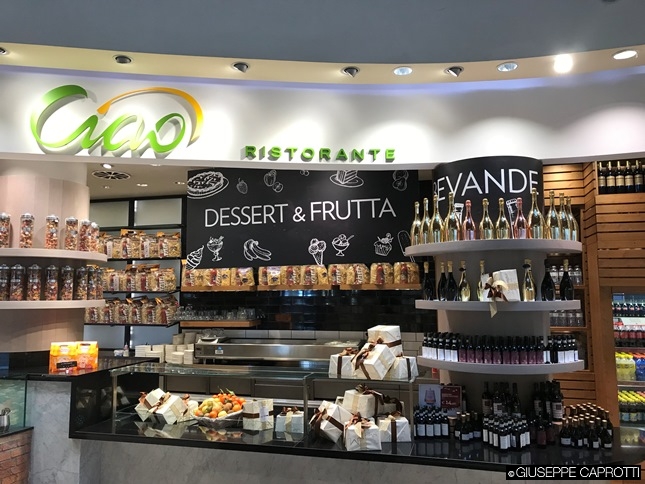 Ciao
RISTORANTE
DESSERT & FRUTTA
BEVANDE
© GIUSEPPE CAPROTTI